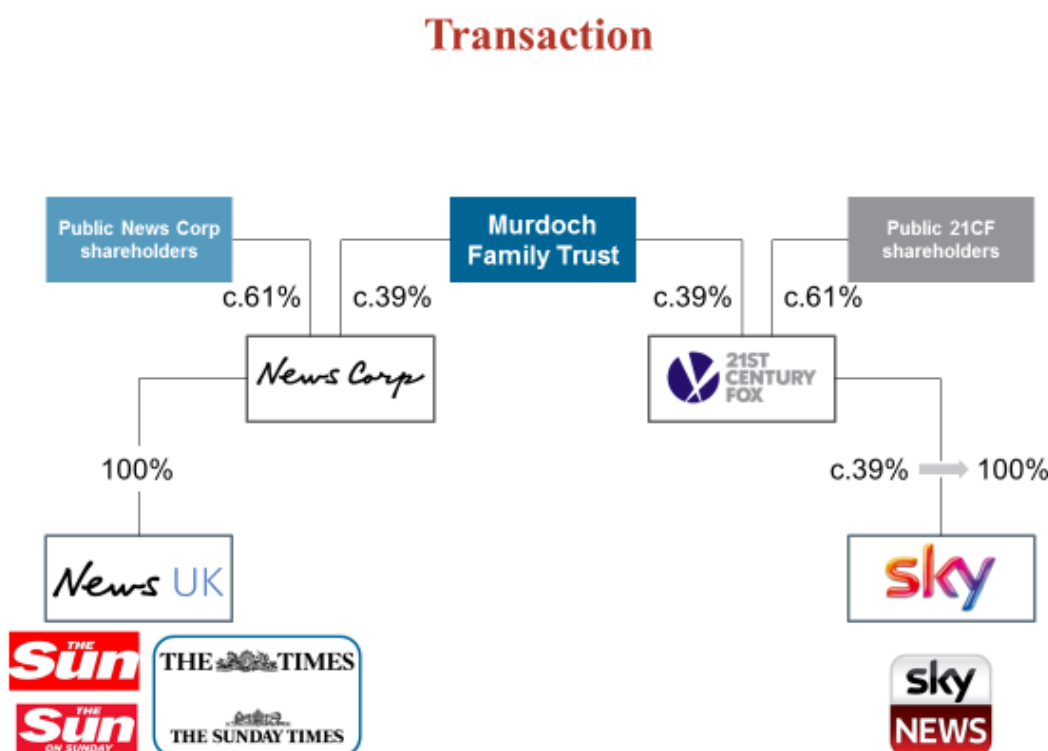 Transaction
Public News Corp
shareholders
Murdoch
Family Trust
Public 21CF
shareholders
c.61%
c.39%
c.39%
c.61%
News Corp
21ST
CENTURY
FOX
100%
c.39%
100%
News UK
sky
THE
Sun
THE TIMES
THE
Sun
ON SUNDAY
THE SUNDAY TIMES
sky
NEWS